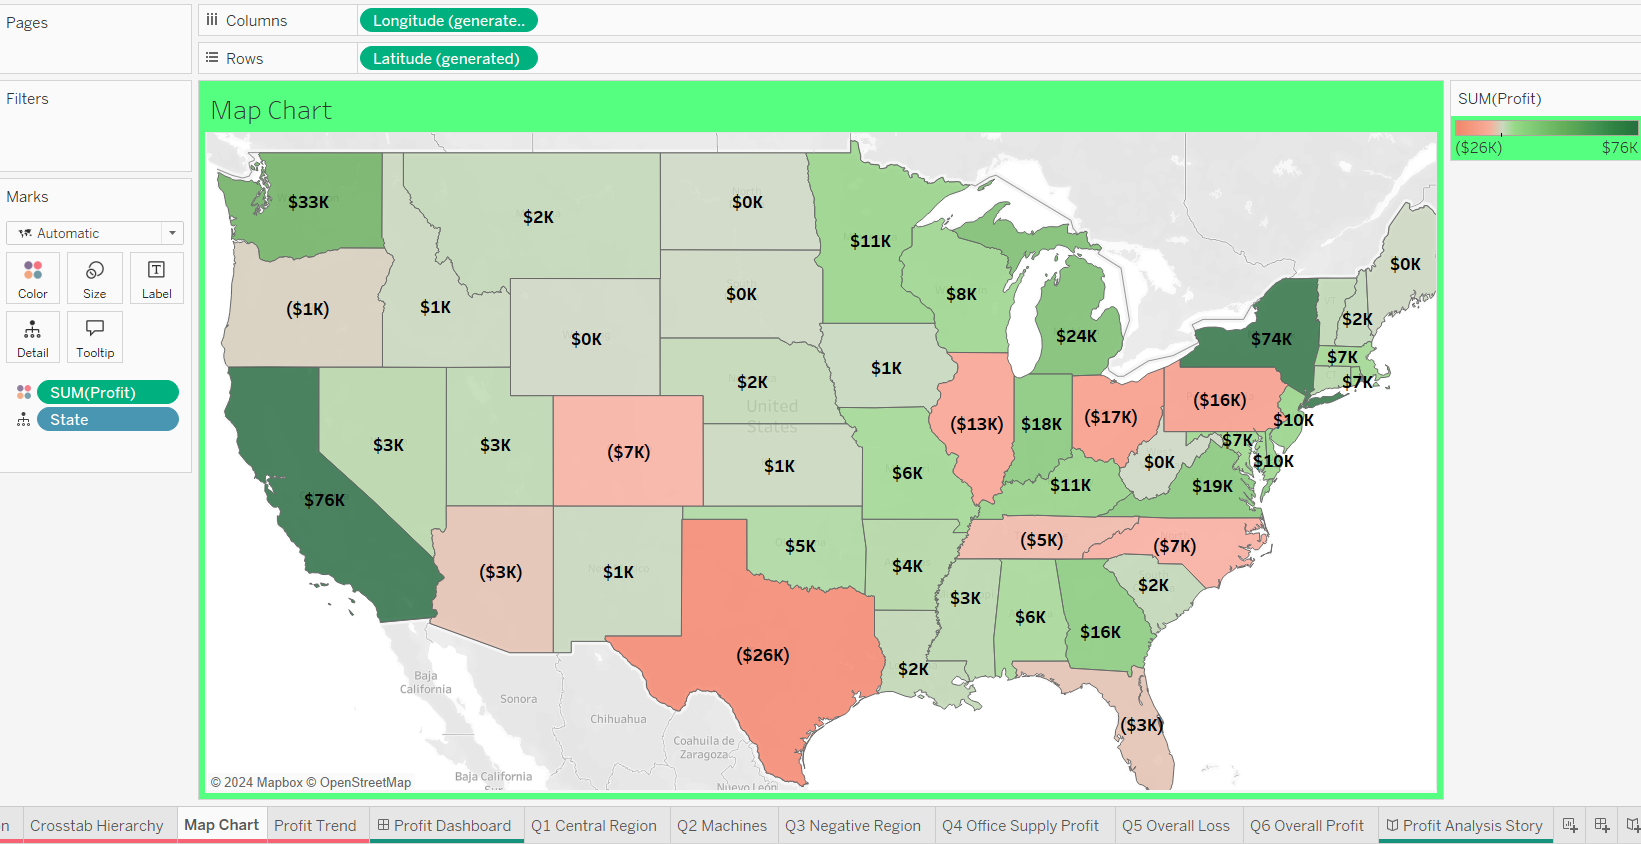 Pages
Columns
Longitude (generate..
Rows
Latitude (generated)
Filters
Marks
Automatic
Color
Size
Label
Detail
Tooltip
SUM(Profit)
State
Map Chart
$33K
$2K
$0K
$11K
$0K
($1K)
$1K
$0K
$0K
$8K
$24K
$2K
$74K
$7K
$7K
$2K
$1K
United
States
($13K)
$18K
($17K)
($16K)
$10K
$3K
$3K
($7K)
$1K
$6K
$11K
$0K
$7K
$10K
$19K
$76K
($3K)
$1K
$5K
$4K
($5K)
($7K)
$3K
$6K
$16K
$2K
($26K)
$2K
($3K)
Baja
California
Sonora
Chihuahua
Coahuila de
Zaragoza
Baja California
Sur
Nuevo León
© 2024 Mapbox © OpenStreetMap
SUM(Profit)
($26K)
$76K
n
Crosstab Hierarchy
Map Chart
Profit Trend
Profit Dashboard
Q1 Central Region
Q2 Machines
Q3 Negative Region
Q4 Office Supply Profit
Q5 Overall Loss
Q6 Overall Profit
Profit Analysis Story